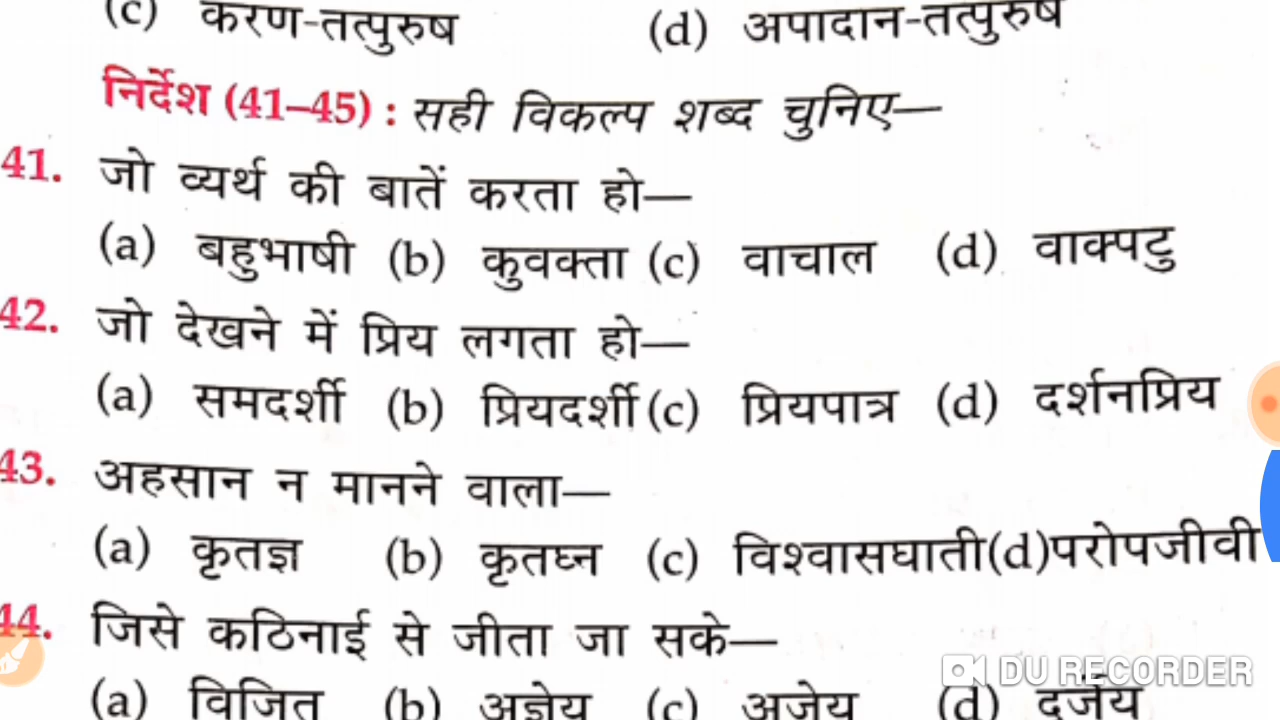 (c) करण-तत्पुरुष (d) अपादान-तत्पुरुष
निर्देश (41–45) : सही विकल्प शब्द चुनिए—
41. जो व्यर्थ की बातें करता हो—
(a) बहुभाषी (b) कुवक्ता (c) वाचाल (d) वाक्पटु
42. जो देखने में प्रिय लगता हो—
(a) समदर्शी (b) प्रियदर्शी (c) प्रियपात्र (d) दर्शनप्रिय
43. अहसान न मानने वाला—
(a) कृतज्ञ (b) कृतघ्न (c) विश्वासघाती (d) परोपजीवी
44. जिसे कठिनाई से जीता जा सके—
DU RECORDER
(a) विजित (b) अज्ञेय (c) अजेय (d) दुर्जेय